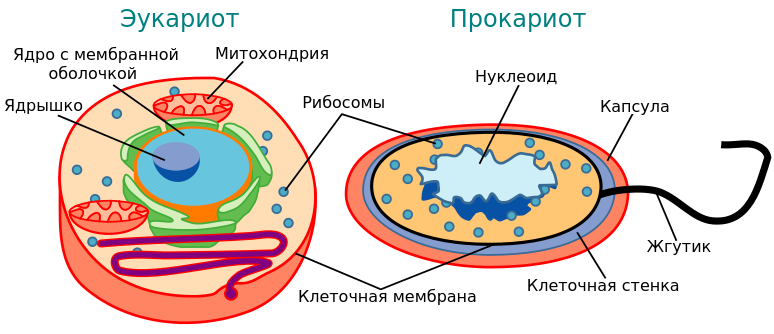 Эукариот
Прокариот
Ядро с мембранной
оболочкой
Митохондрия
Ядрышко
Рибосомы
Нуклеоид
Капсула
Жгутик
Клеточная стенка
Клеточная мембрана